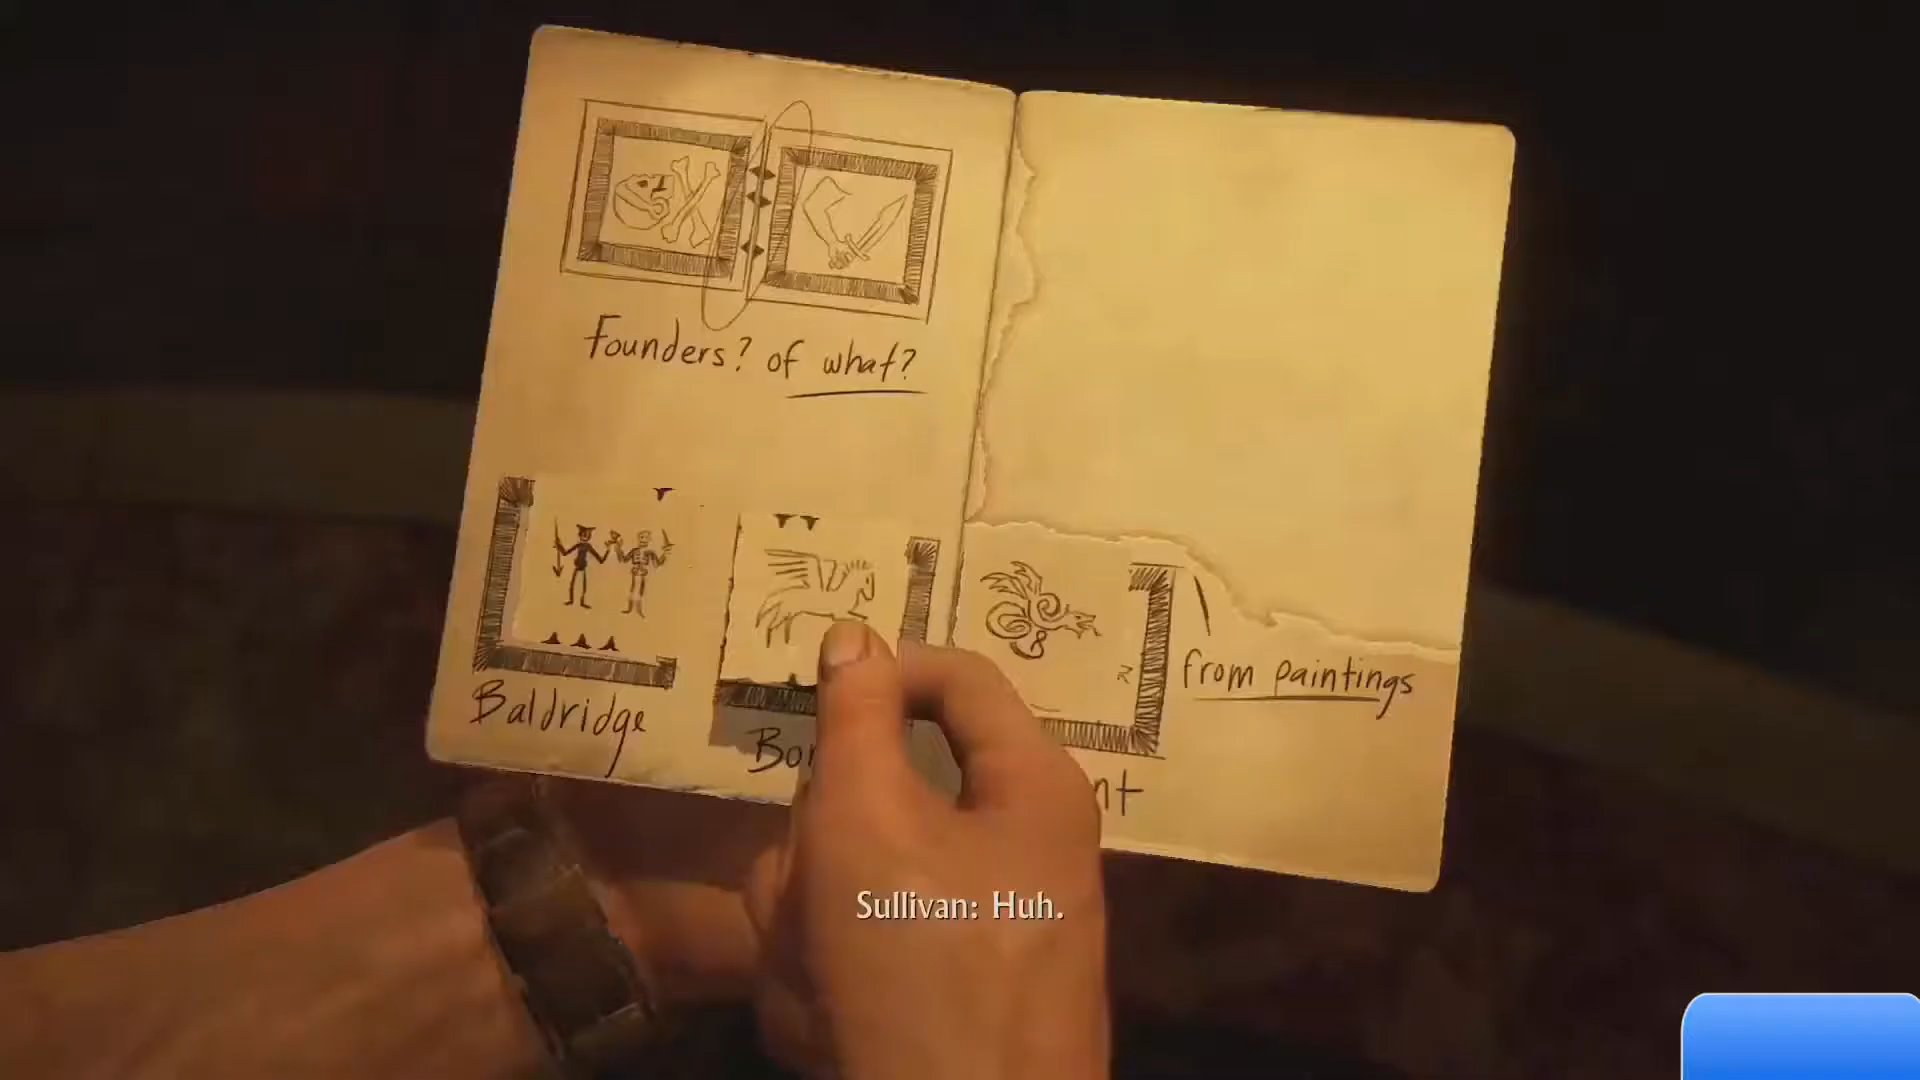 Founders? of what?
from paintings
Baldridge
Sullivan: Huh.